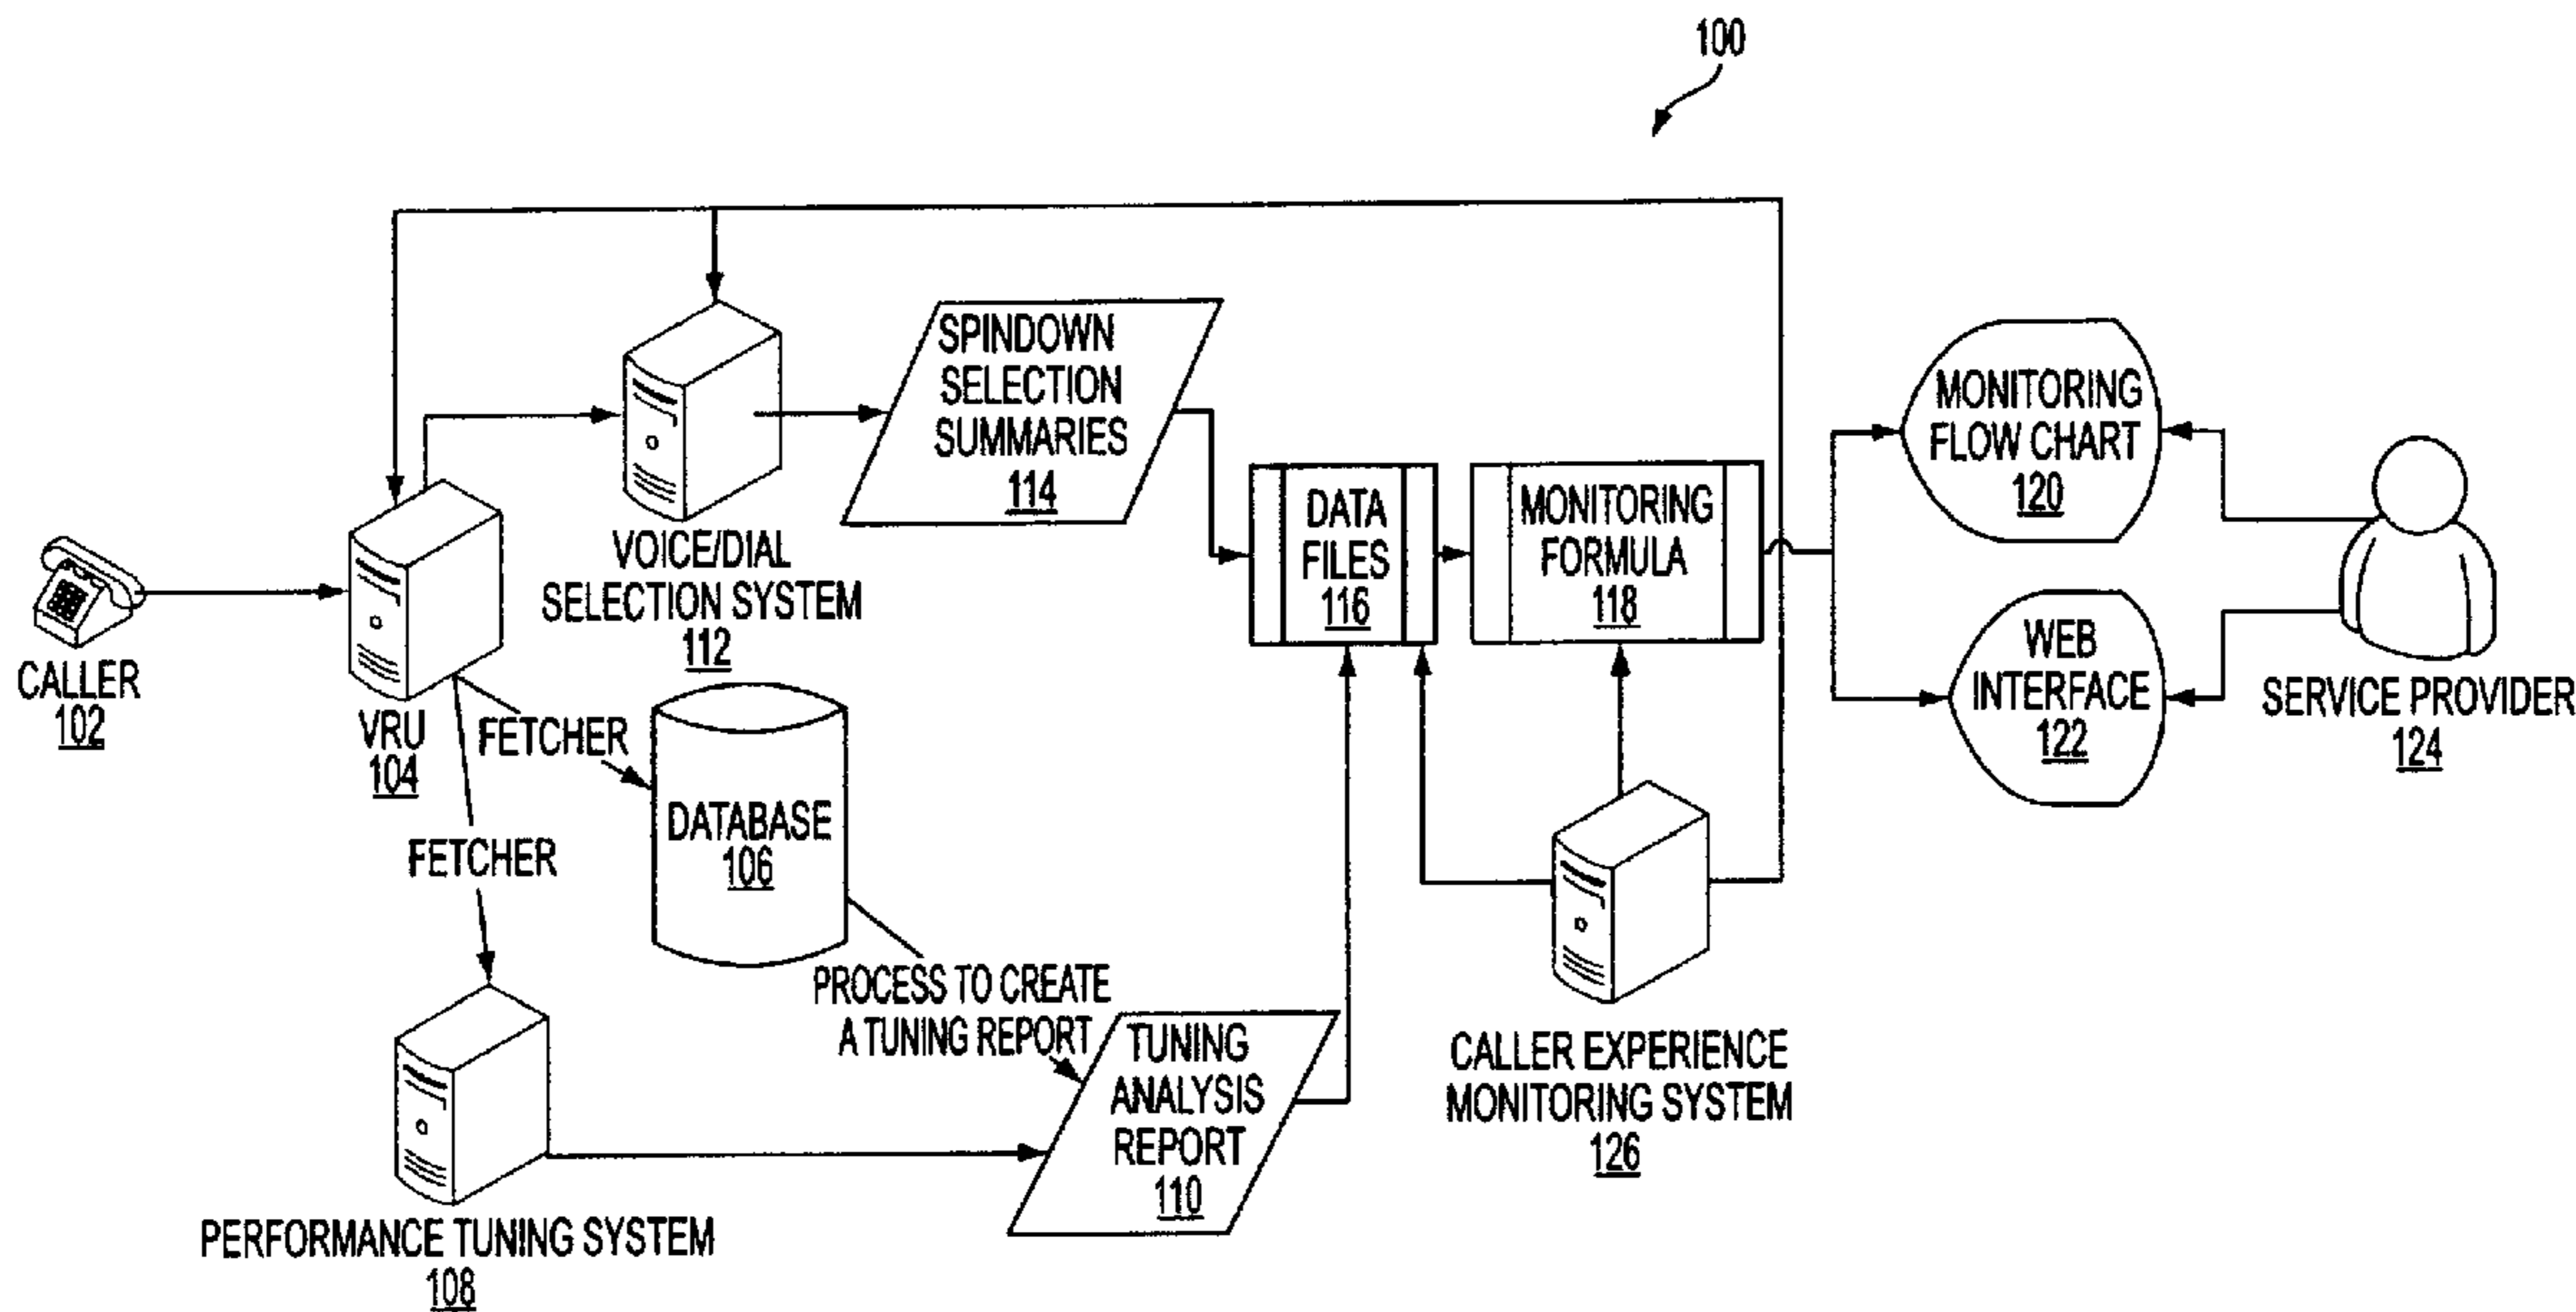 100
SPINDOWN
SELECTION
SUMMARIES
114
VOICE/DIAL
SELECTION SYSTEM
112
CALLER
102
VRU
104
FETCHER
FETCHER
DATABASE
106
PERFORMANCE TUNING SYSTEM
108
PROCESS TO CREATE
A TUNING REPORT
TUNING
ANALYSIS
REPORT
110
DATA
FILES
116
MONITORING
FORMULA
118
CALLER EXPERIENCE
MONITORING SYSTEM
126
MONITORING
FLOW CHART
120
WEB
INTERFACE
122
SERVICE PROVIDER
124